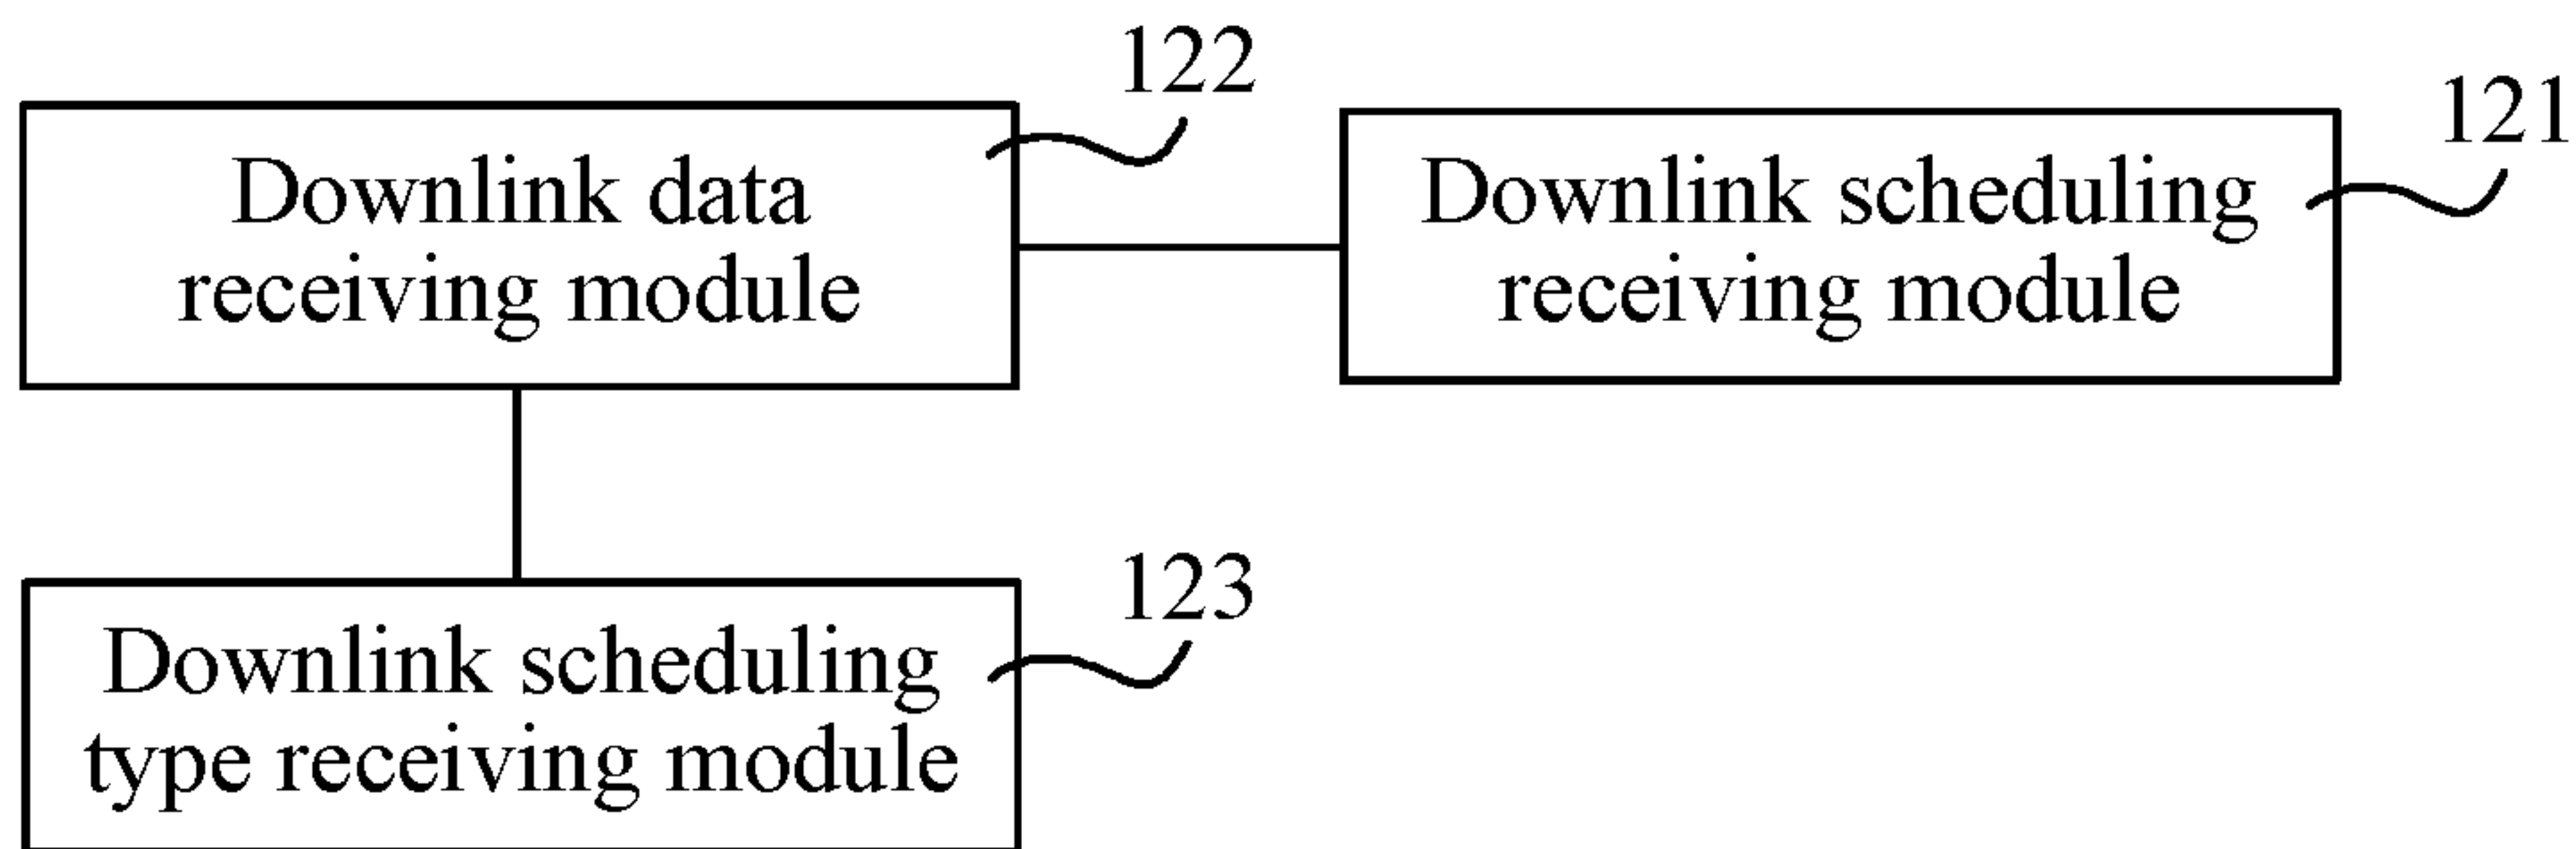 122
Downlink data
receiving module
121
Downlink scheduling
receiving module
123
Downlink scheduling
type receiving module